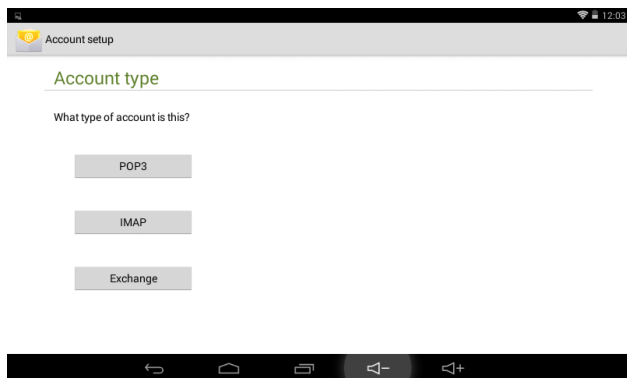 12:03
Account setup
Account type
What type of account is this?
POP3
IMAP
Exchange